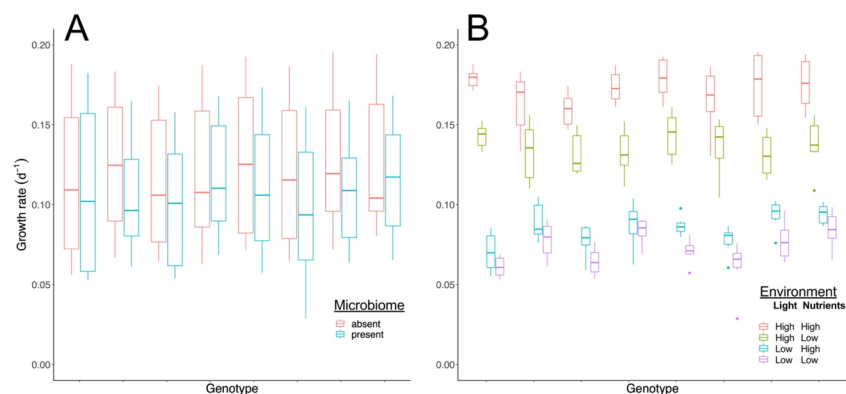 A
B
0.20
0.15
0.10
0.05
0.00
Growth rate (d⁻¹)
Genotype
Microbiome
absent
present
0.20
0.15
0.10
0.05
0.00
Genotype
Environment
Light Nutrients
High High
High Low
Low High
Low Low